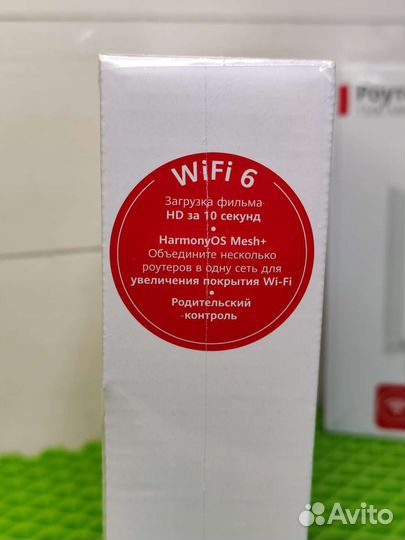 WiFi 6
Загрузка фильма
HD за 10 секунд
•
HarmonyOS Mesh+
Объедините несколько
роутеров в одну сеть для
увеличения покрытия Wi-Fi
•
Родительский
контроль
Avito